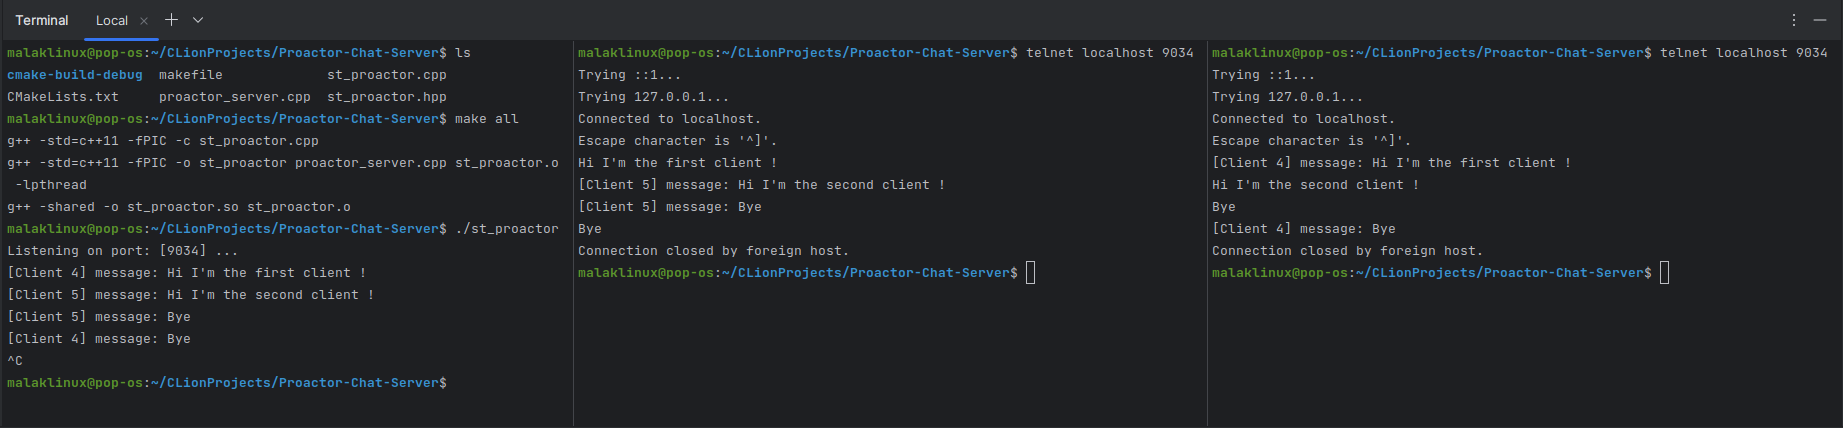 Terminal Local × + ⌄ ⋮ —
malaklinux@pop-os:~/CLionProjects/Proactor-Chat-Server$ ls
cmake-build-debug  makefile             st_proactor.cpp
CMakeLists.txt     proactor_server.cpp  st_proactor.hpp
malaklinux@pop-os:~/CLionProjects/Proactor-Chat-Server$ make all
g++ -std=c++11 -fPIC -c st_proactor.cpp
g++ -std=c++11 -fPIC -o st_proactor proactor_server.cpp st_proactor.o
 -lpthread
g++ -shared -o st_proactor.so st_proactor.o
malaklinux@pop-os:~/CLionProjects/Proactor-Chat-Server$ ./st_proactor
Listening on port: [9034] ...
[Client 4] message: Hi I'm the first client !
[Client 5] message: Hi I'm the second client !
[Client 5] message: Bye
[Client 4] message: Bye
^C
malaklinux@pop-os:~/CLionProjects/Proactor-Chat-Server$
malaklinux@pop-os:~/CLionProjects/Proactor-Chat-Server$ telnet localhost 9034
Trying ::1...
Trying 127.0.0.1...
Connected to localhost.
Escape character is '^]'.
Hi I'm the first client !
[Client 5] message: Hi I'm the second client !
[Client 5] message: Bye
Bye
Connection closed by foreign host.
malaklinux@pop-os:~/CLionProjects/Proactor-Chat-Server$
malaklinux@pop-os:~/CLionProjects/Proactor-Chat-Server$ telnet localhost 9034
Trying ::1...
Trying 127.0.0.1...
Connected to localhost.
Escape character is '^]'.
[Client 4] message: Hi I'm the first client !
Hi I'm the second client !
Bye
[Client 4] message: Bye
Connection closed by foreign host.
malaklinux@pop-os:~/CLionProjects/Proactor-Chat-Server$